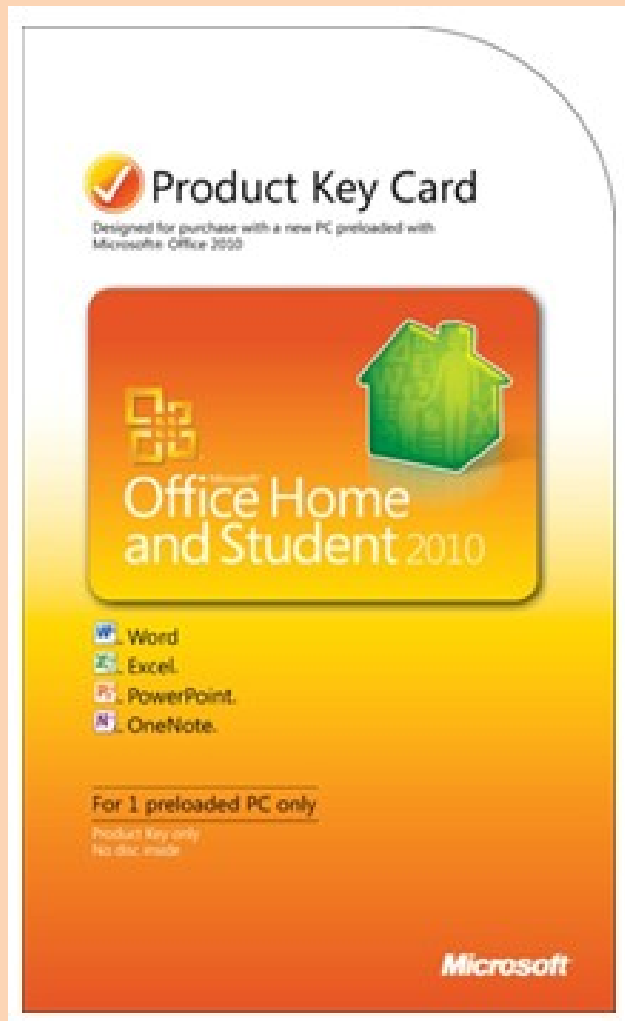 Product Key Card
Designed for purchase with a new PC preloaded with
Microsoft® Office 2010
Microsoft®
Office Home
and Student 2010
W Word
X Excel.
P PowerPoint.
N OneNote.
For 1 preloaded PC only
Product Key only
No disc inside
Microsoft